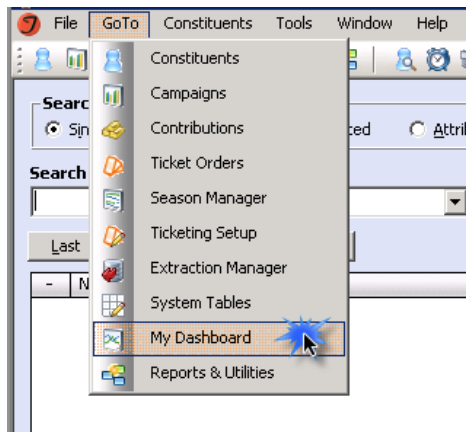 File GoTo Constituents Tools Window Help
Constituents
Campaigns
Searc
Contributions
Sin ced Attri
Ticket Orders
Search
Season Manager
Ticketing Setup
Last
Extraction Manager
- N
System Tables
My Dashboard
Reports & Utilities